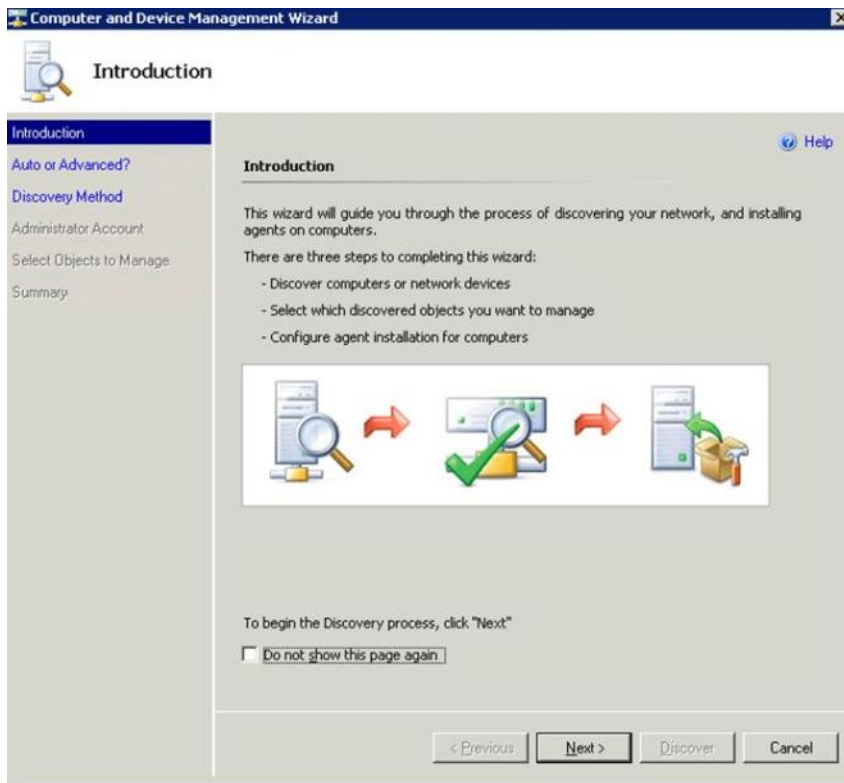 Computer and Device Management Wizard
Introduction
Introduction
Auto or Advanced?
Discovery Method
Administrator Account
Select Objects to Manage
Summary
Help
Introduction
This wizard will guide you through the process of discovering your network, and installing
agents on computers.
There are three steps to completing this wizard:
- Discover computers or network devices
- Select which discovered objects you want to manage
- Configure agent installation for computers
To begin the Discovery process, click "Next"
Do not show this page again
< Previous
Next >
Discover
Cancel